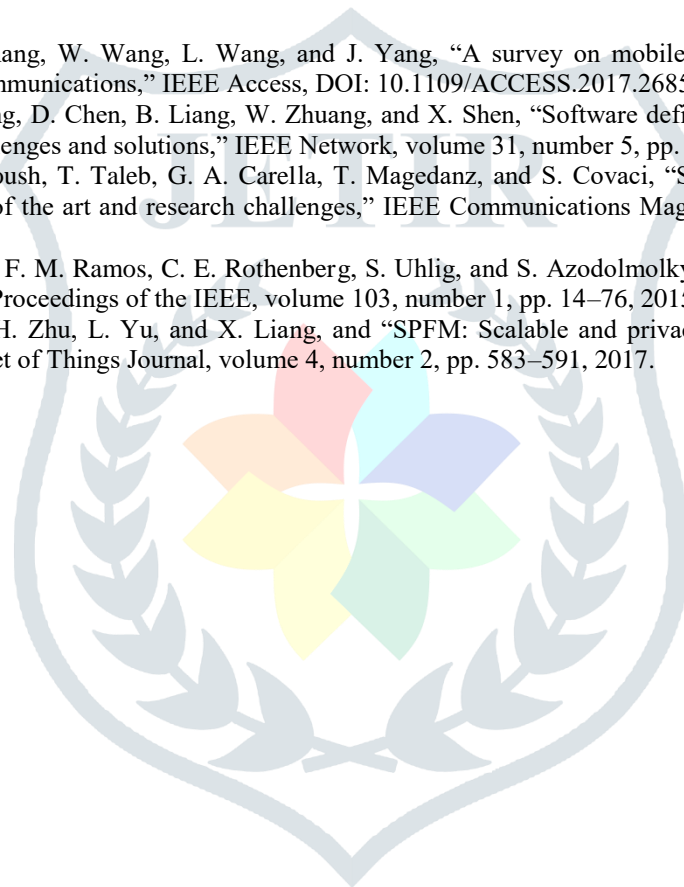 ang, W. Wang, L. Wang, and J. Yang, “A survey on mobile
mmunications,” IEEE Access, DOI: 10.1109/ACCESS.2017.2685
ng, D. Chen, B. Liang, W. Zhuang, and X. Shen, “Software defi
enges and solutions,” IEEE Network, volume 31, number 5, pp.
oush, T. Taleb, G. A. Carella, T. Magedanz, and S. Covaci, “S
of the art and research challenges,” IEEE Communications Mag
F. M. Ramos, C. E. Rothenberg, S. Uhlig, and S. Azodolmolky
Proceedings of the IEEE, volume 103, number 1, pp. 14–76, 2015
H. Zhu, L. Yu, and X. Liang, and “SPFM: Scalable and privac
et of Things Journal, volume 4, number 2, pp. 583–591, 2017.
JETIR